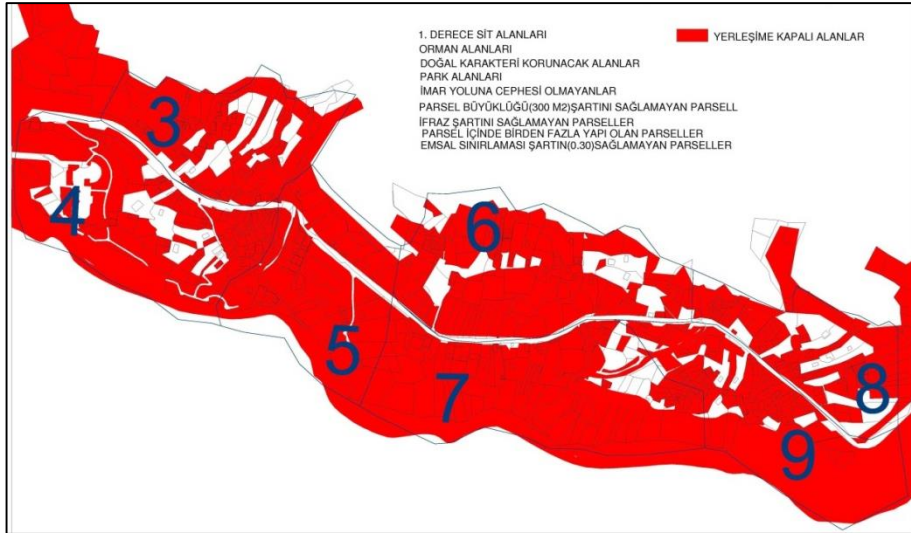 1. DERECE SİT ALANLARI
ORMAN ALANLARI
DOĞAL KARAKTERİ KORUNACAK ALANLAR
PARK ALANLARI
İMAR YOLUNA CEPHESİ OLMAYANLAR
PARSEL BÜYÜKLÜĞÜ(300 M2)ŞARTINI SAĞLAMAYAN PARSELL
İFRAZ ŞARTINI SAĞLAMAYAN PARSELLER
PARSEL İÇİNDE BİRDEN FAZLA YAPI OLAN PARSELLER
EMSAL SINIRLAMASI ŞARTIN(0.30)SAĞLAMAYAN PARSELLER
YERLEŞİME KAPALI ALANLAR
3
4
6
5
7
8
9